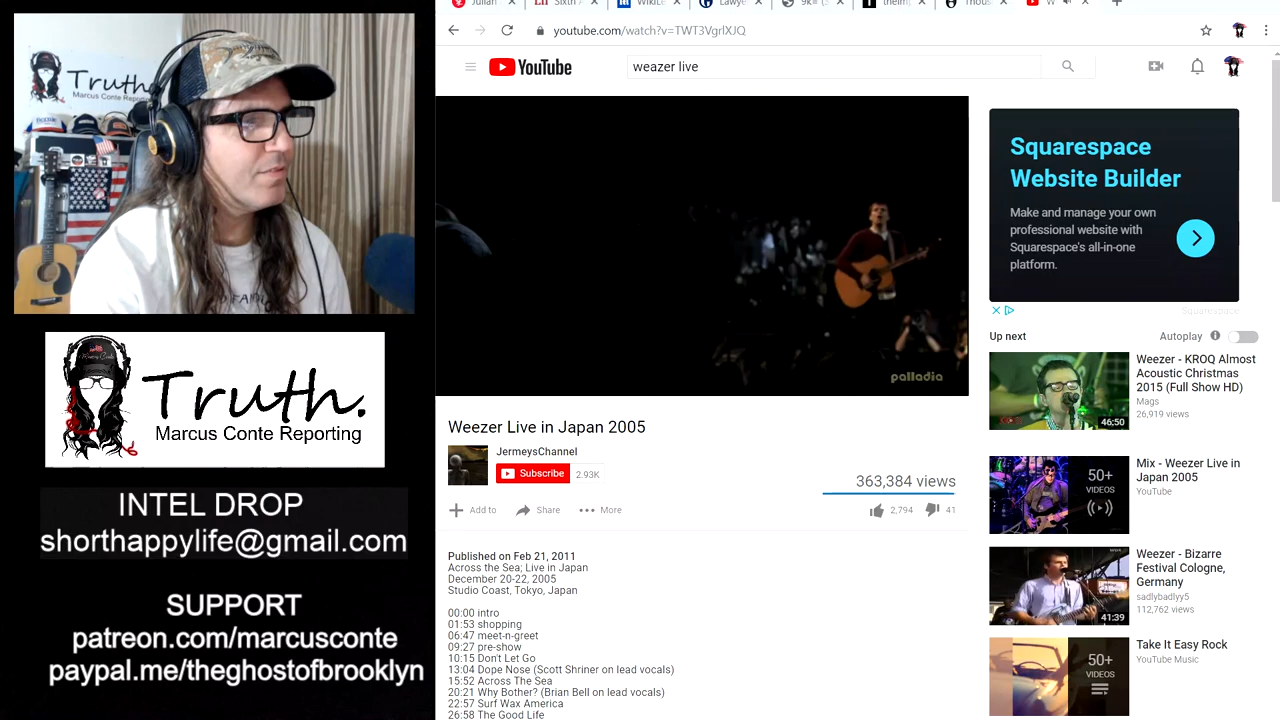 Truth.
Marcus Conte Reporting
Truth.
Marcus Conte Reporting
INTEL DROP
shorthappylife@gmail.com
SUPPORT
patreon.com/marcusconte
paypal.me/theghostofbrooklyn
youtube.com/watch?v=TWT3VgrlXJQ
YouTube
weazer live
palladia
Weezer Live in Japan 2005
JermeysChannel
Subscribe 2.93K
363,384 views
Add to Share More 2,794 41
Published on Feb 21, 2011
Across the Sea; Live in Japan
December 20-22, 2005
Studio Coast, Tokyo, Japan
00:00 intro
01:53 shopping
06:47 meet-n-greet
09:27 pre-show
10:15 Don't Let Go
13:04 Dope Nose (Scott Shriner on lead vocals)
15:52 Across The Sea
20:21 Why Bother? (Brian Bell on lead vocals)
22:57 Surf Wax America
26:58 The Good Life
Squarespace
Website Builder
Make and manage your own
professional website with
Squarespace's all-in-one
platform.
Squarespace
Up next Autoplay
Weezer - KROQ Almost
Acoustic Christmas
2015 (Full Show HD)
Mags
26,919 views
46:50
Mix - Weezer Live in
Japan 2005
YouTube
50+
VIDEOS
Weezer - Bizarre
Festival Cologne,
Germany
sadlybadlyy5
112,762 views
41:39
Take It Easy Rock
YouTube Music
50+
VIDEOS